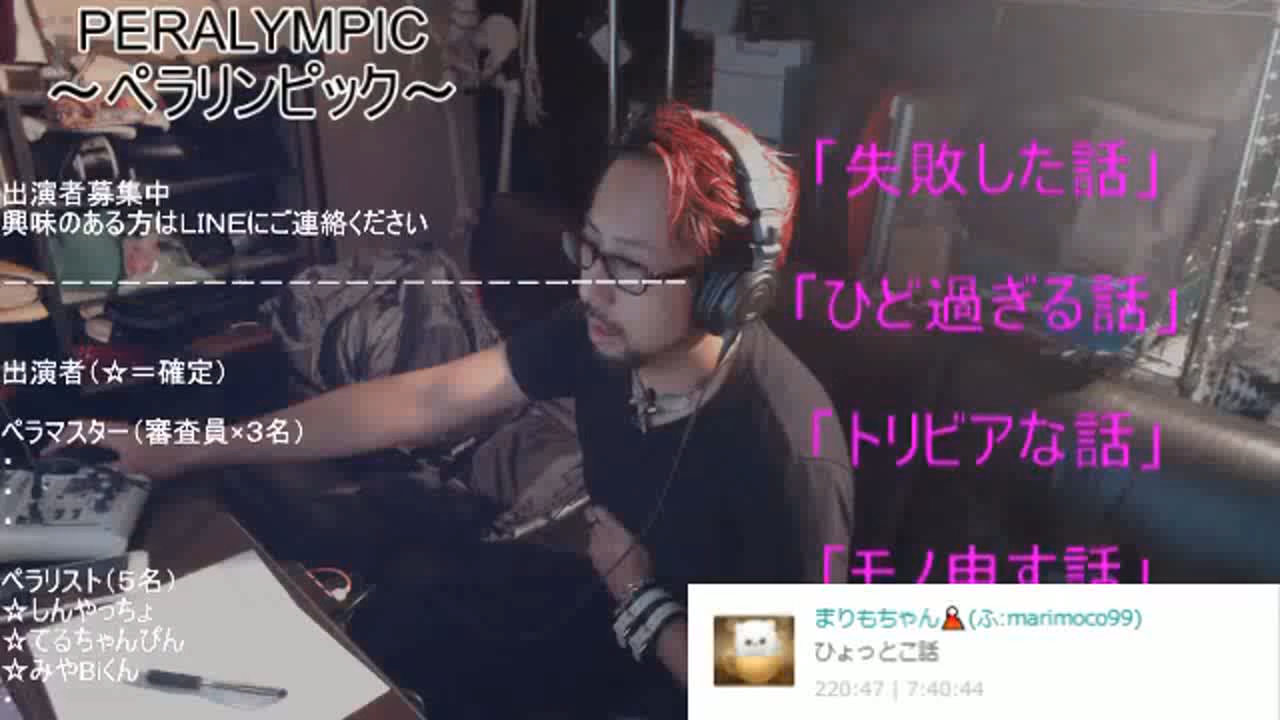 PERALYMPIC
～ペラリンピック～
出演者募集中
興味のある方はLINEにご連絡ください
出演者（☆＝確定）
ペラマスター（審査員×３名）
・
・
・
ペラリスト（５名）
☆しんやっちょ
☆てるちゃんぴん
☆みやBiくん
・
「失敗した話」
「ひど過ぎる話」
「トリビアな話」
「モノ申す話」
まりもちゃん(ふ:marimoco99)
ひょっとこ話
220:47 | 7:40:44